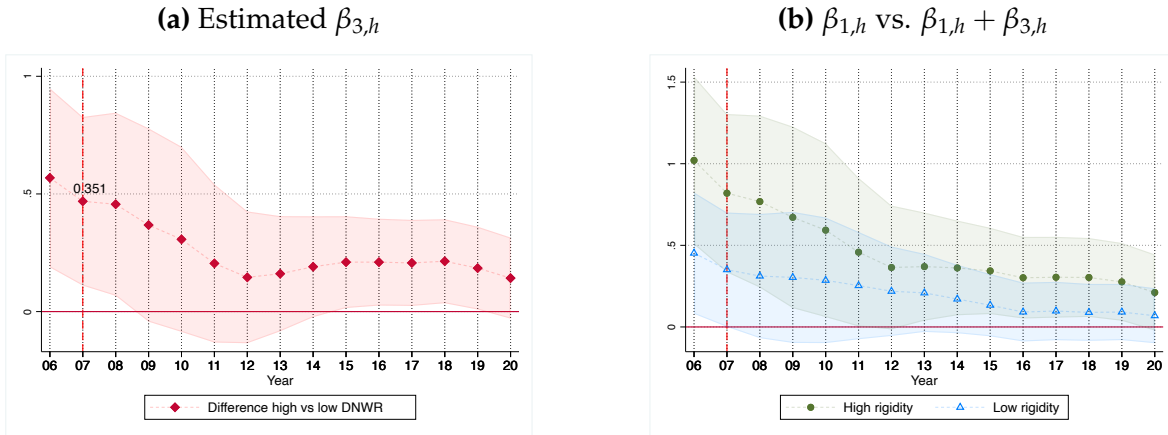 (a) Estimated β3,h
1
.5
0
0.351
06 07 08 09 10 11 12 13 14 15 16 17 18 19 20
Year
Difference high vs low DNWR
(b) β1,h vs. β1,h + β3,h
1.5
1
.5
0
06 07 08 09 10 11 12 13 14 15 16 17 18 19 20
Year
High rigidity Low rigidity